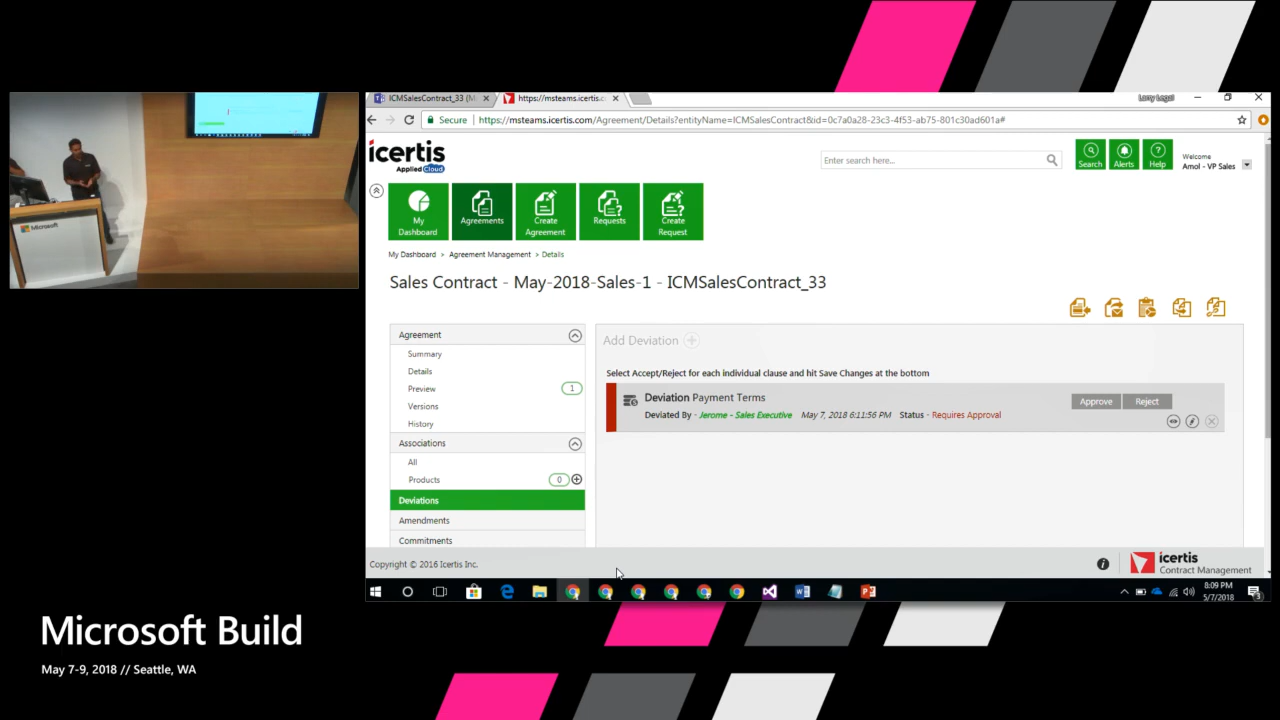 ICMSalesContract_33 (M
https://msteams.icertis.c
Larry Legal
Secure
https://msteams.icertis.com/Agreement/Details?entityName=ICMSalesContract&id=0c7a0a28-23c3-4f53-ab75-801c30ad601a#
icertis
Applied Cloud
Enter search here...
Search
Alerts
Help
Welcome
Amol - VP Sales
My Dashboard
Agreements
Create Agreement
Requests
Create Request
My Dashboard > Agreement Management > Details
Sales Contract - May-2018-Sales-1 - ICMSalesContract_33
Agreement
Summary
Details
Preview 1
Versions
History
Associations
All
Products 0
Deviations
Amendments
Commitments
Add Deviation
Select Accept/Reject for each individual clause and hit Save Changes at the bottom
Deviation Payment Terms
Deviated By - Jerome - Sales Executive May 7, 2018 6:11:56 PM Status - Requires Approval
Approve
Reject
Copyright © 2016 Icertis Inc.
icertis
Contract Management
8:09 PM
5/7/2018
3
Microsoft
Microsoft Build
May 7-9, 2018 // Seattle, WA